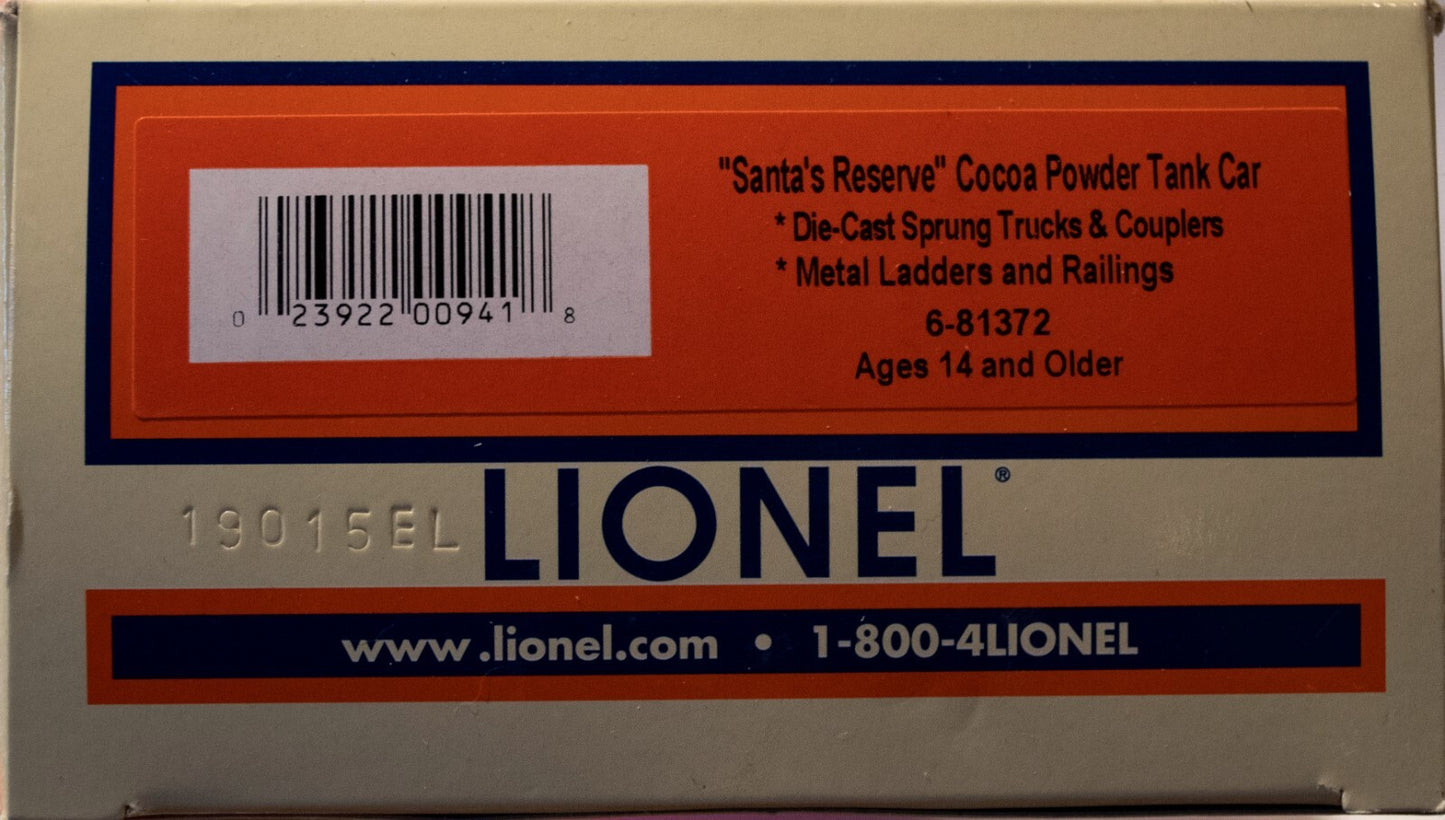 "Santa's Reserve" Cocoa Powder Tank Car
* Die-Cast Sprung Trucks & Couplers
* Metal Ladders and Railings
6-81372
Ages 14 and Older
0 23922 00941 8
19015EL
LIONEL®
www.lionel.com • 1-800-4LIONEL